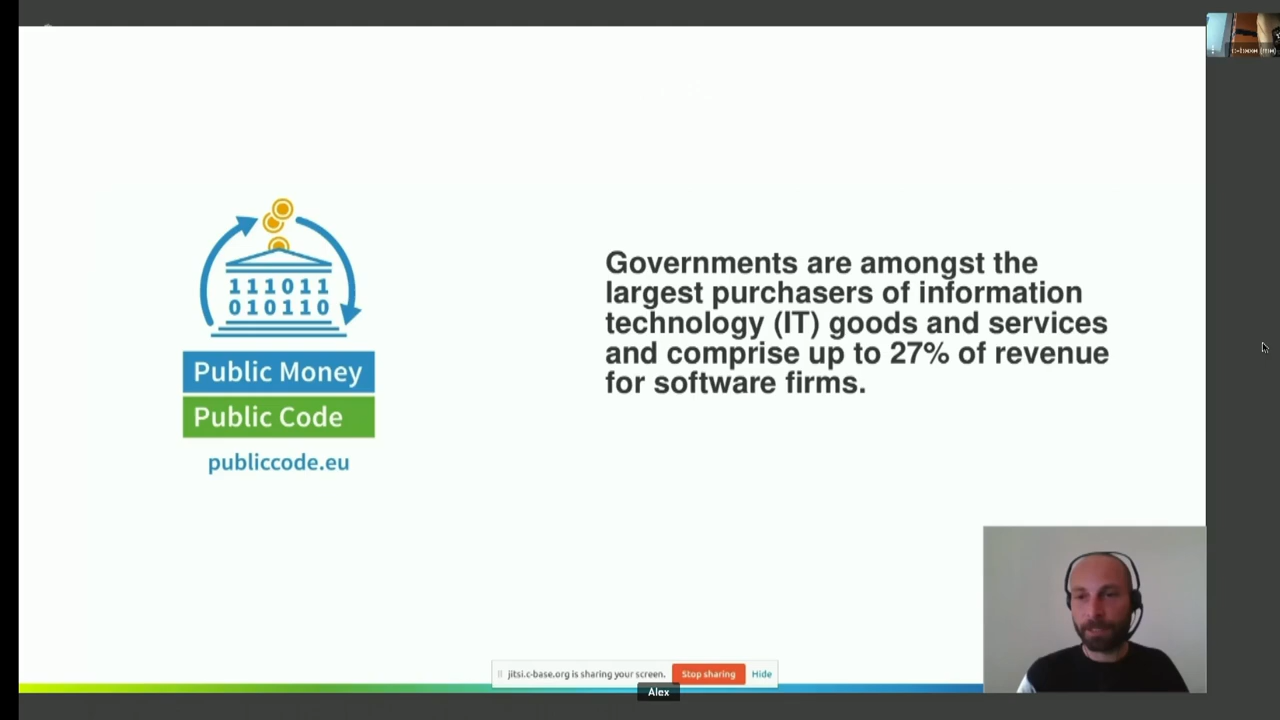 111011
010110
Public Money
Public Code
publiccode.eu
Governments are amongst the
largest purchasers of information
technology (IT) goods and services
and comprise up to 27% of revenue
for software firms.
jitsi.c-base.org is sharing your screen.
Stop sharing
Hide
Alex